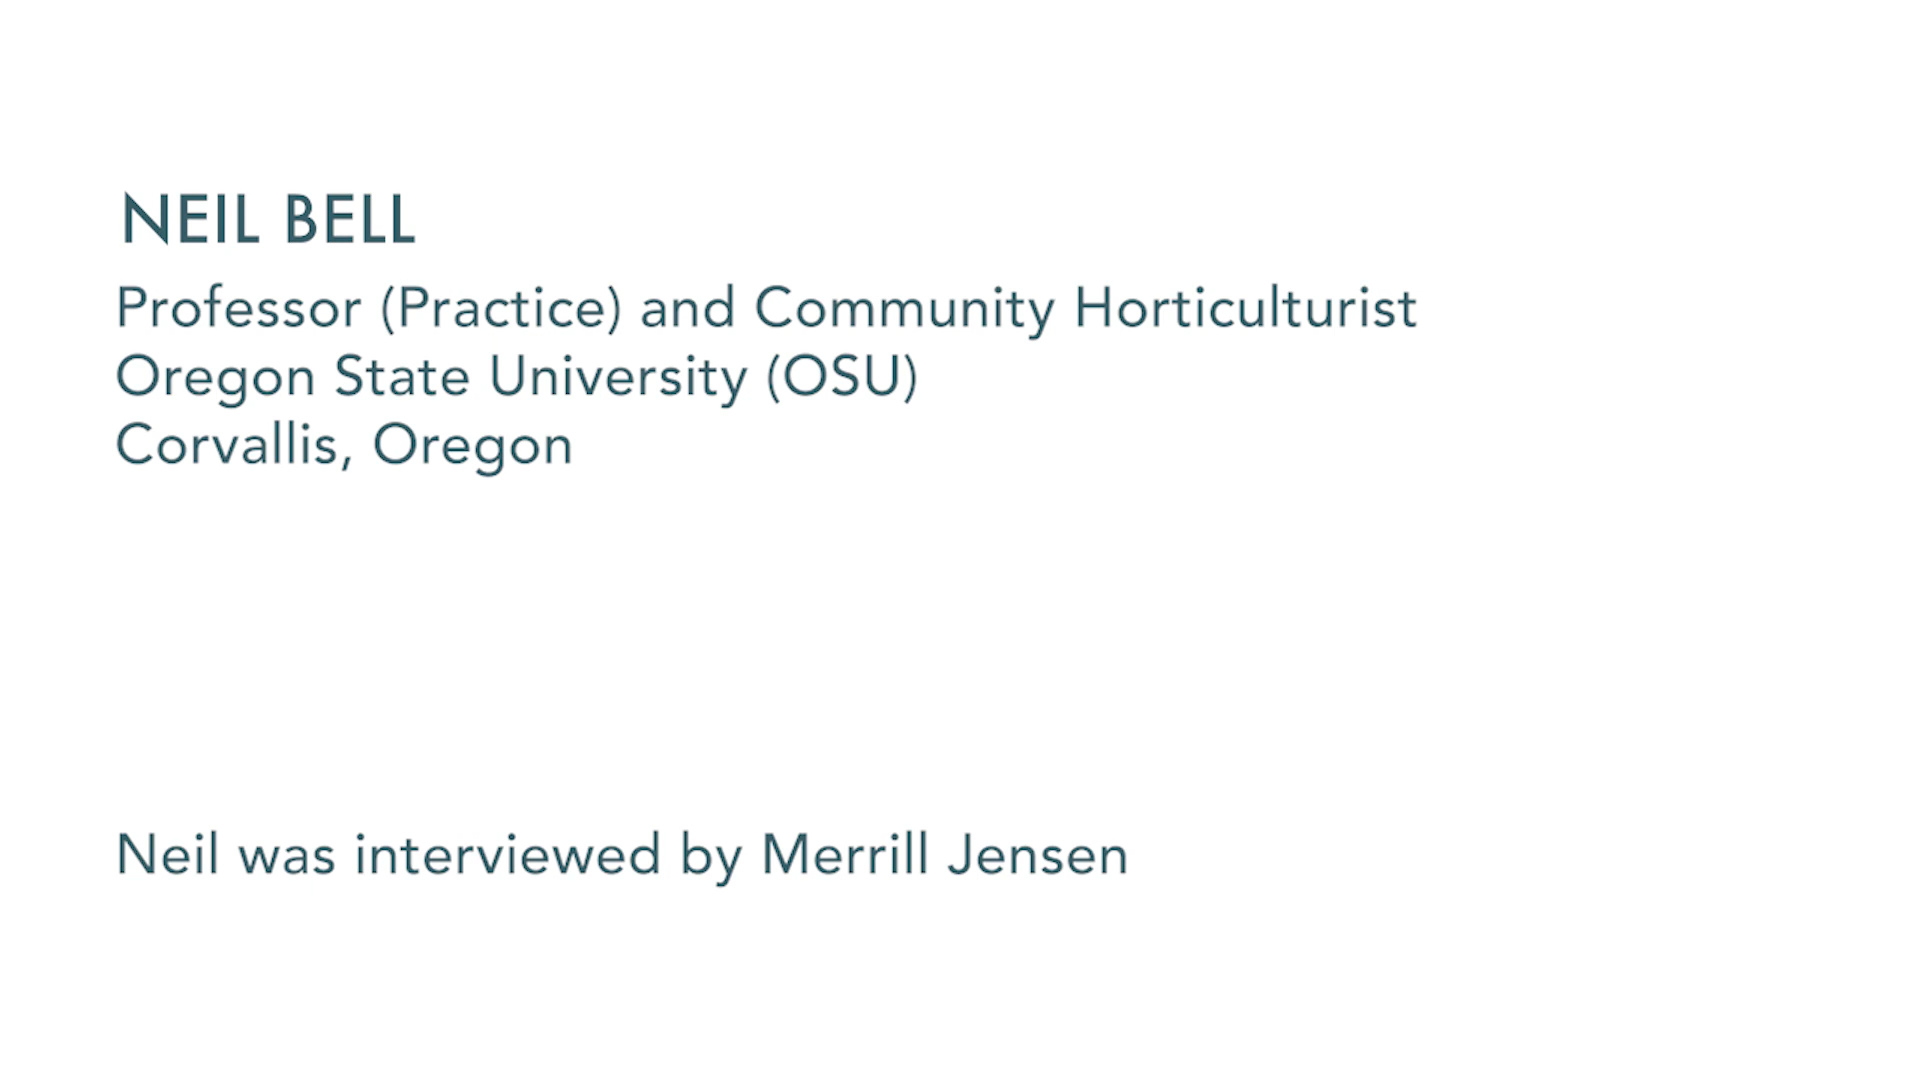 NEIL BELL
Professor (Practice) and Community Horticulturist
Oregon State University (OSU)
Corvallis, Oregon
Neil was interviewed by Merrill Jensen